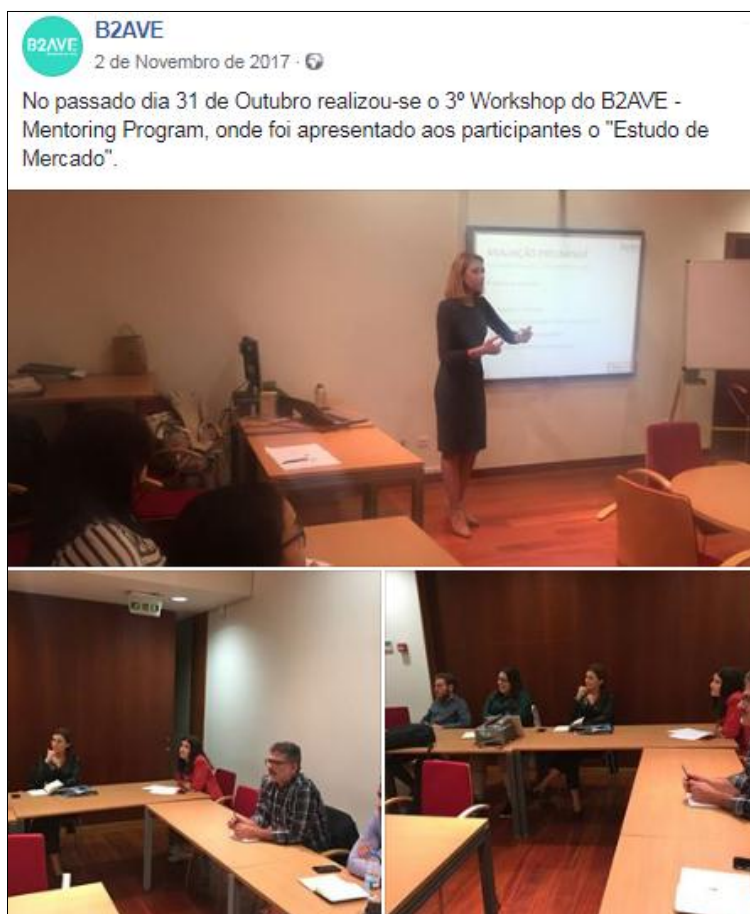 B2AVE
B2AVE
2 de Novembro de 2017 ·
No passado dia 31 de Outubro realizou-se o 3º Workshop do B2AVE -
Mentoring Program, onde foi apresentado aos participantes o "Estudo de
Mercado".